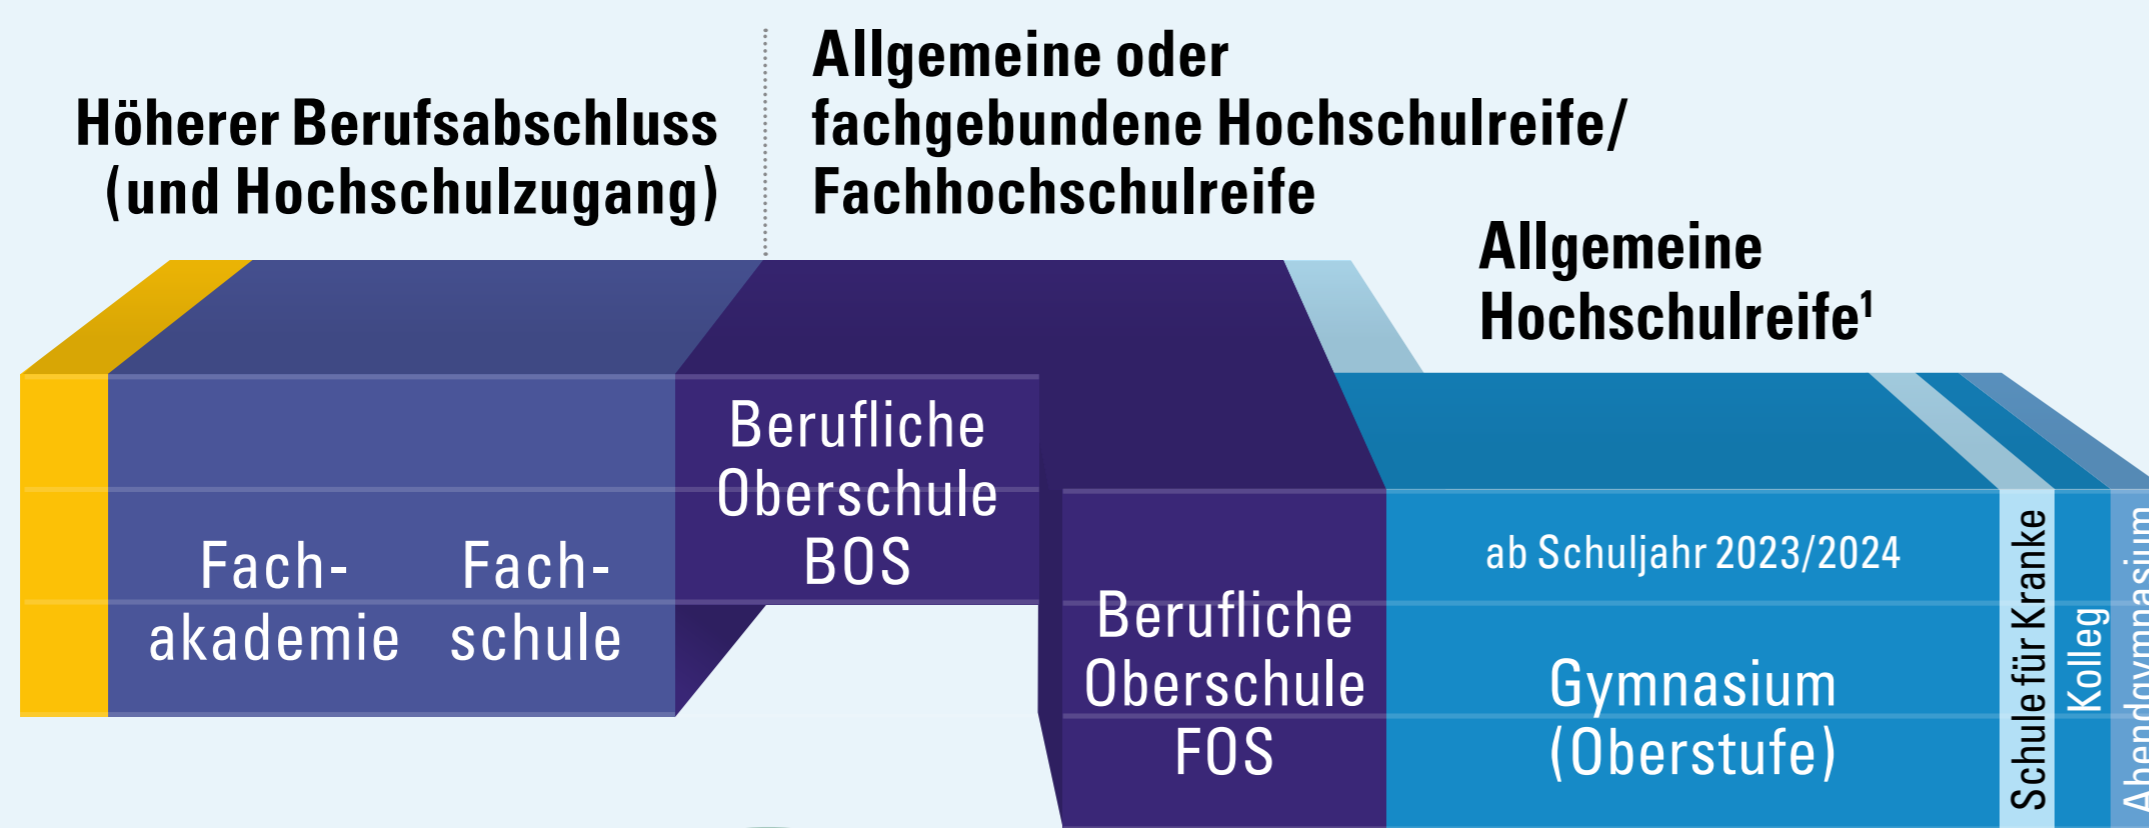 Höherer Berufsabschluss
(und Hochschulzugang)
Allgemeine oder
fachgebundene Hochschulreife/
Fachhochschulreife
Allgemeine
Hochschulreife¹
Fach-
akademie
Fach-
schule
Berufliche
Oberschule
BOS
Berufliche
Oberschule
FOS
ab Schuljahr 2023/2024
Gymnasium
(Oberstufe)
Schule für Kranke
Kolleg
Abendgymnasium